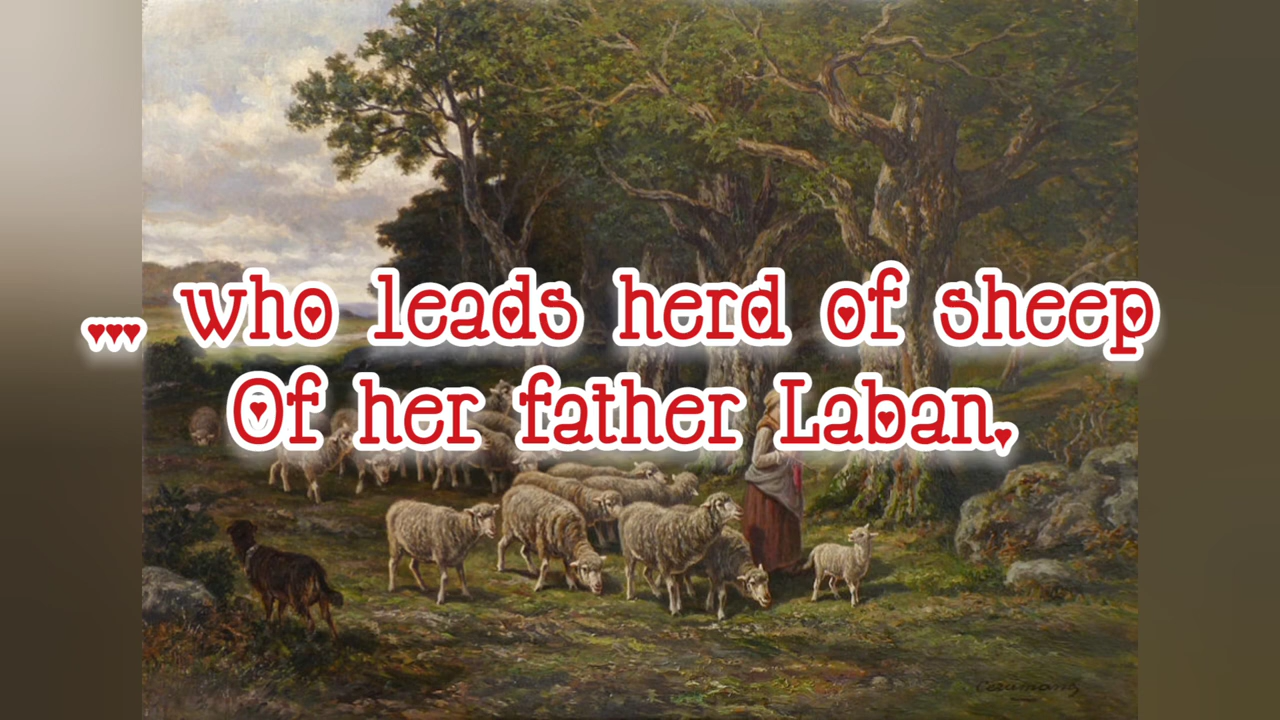 ... who leads herd of sheep
Of her father Laban,